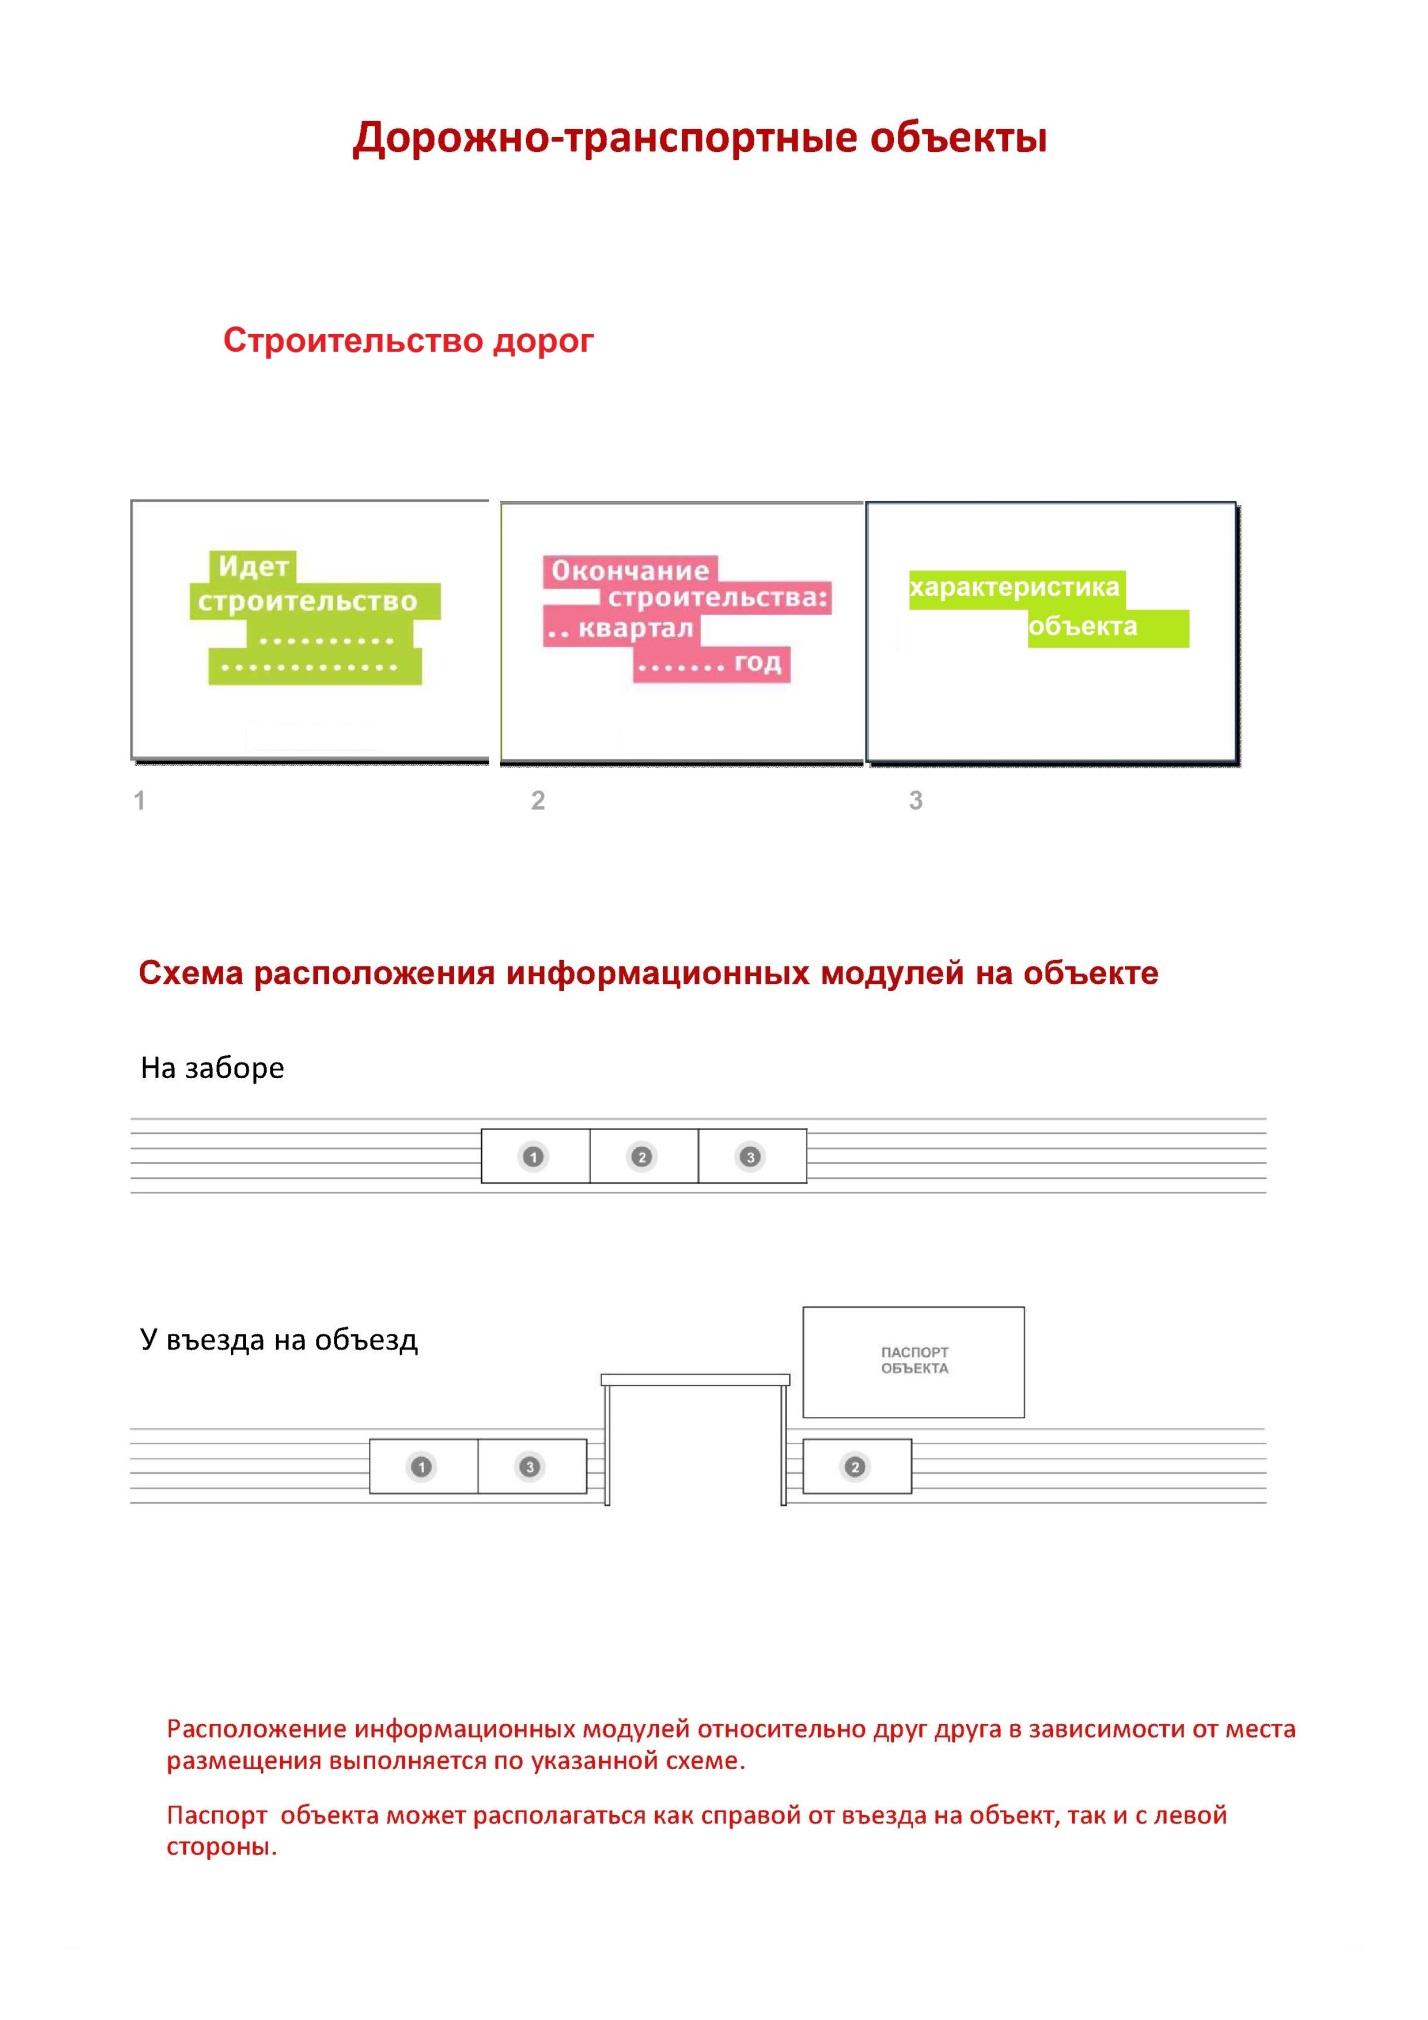 Дорожно-транспортные объекты
Строительство дорог
Идет
строительство
..........
.............
Окончание
строительства:
.. квартал
....... год
характеристика
объекта
1
2
3
Схема расположения информационных модулей на объекте
На заборе
1
2
3
У въезда на объезд
ПАСПОРТ
ОБЪЕКТА
1
3
2
Расположение информационных модулей относительно друг друга в зависимости от места
размещения выполняется по указанной схеме.
Паспорт  объекта может располагаться как справой от въезда на объект, так и с левой
стороны.